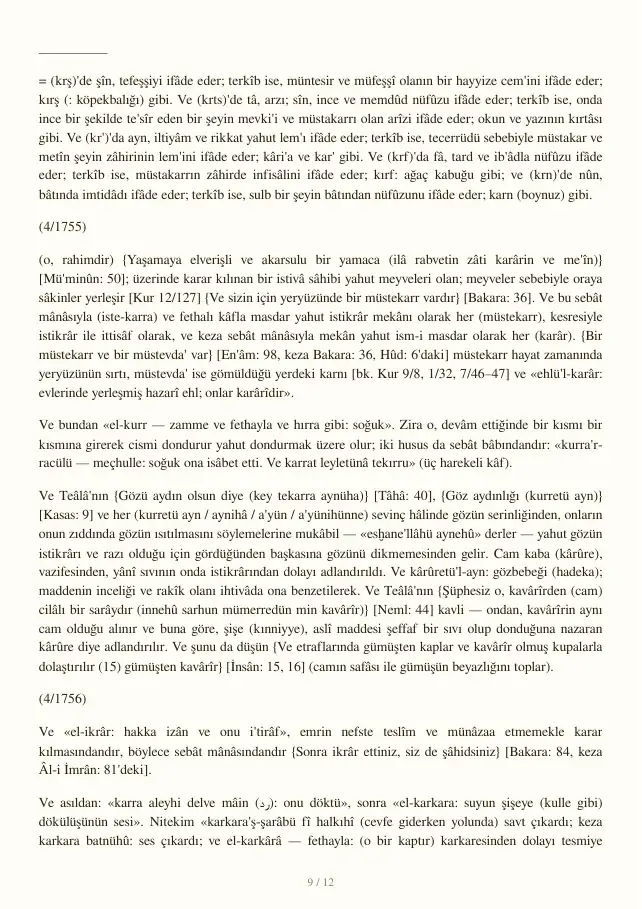 = (krş)'de şîn, tefeşşiyi ifâde eder; terkîb ise, müntesir ve müfeşşî olanın bir hayyize cem'ini ifâde eder;
kırş (: köpekbalığı) gibi. Ve (krts)'de tâ, arzı; sîn, ince ve memdûd nüfûzu ifâde eder; terkîb ise, onda
ince bir şekilde te'sîr eden bir şeyin mevki'i ve müstakarrı olan arîzi ifâde eder; okun ve yazının kırtâsı
gibi. Ve (kr')'da ayn, iltiyâm ve rikkat yahut lem'ı ifâde eder; terkîb ise, tecerrüdü sebebiyle müstakar ve
metîn şeyin zâhirinin lem'ini ifâde eder; kâri'a ve kar' gibi. Ve (krf)'da fâ, tard ve ib'âdla nüfûzu ifâde
eder; terkîb ise, müstakarrın zâhirde infisâlini ifâde eder; kırf: ağaç kabuğu gibi; ve (krn)'de nûn,
bâtında imtidâdı ifâde eder; terkîb ise, sulb bir şeyin bâtından nüfûzunu ifâde eder; karn (boynuz) gibi.
(4/1755)
(o, rahimdir) {Yaşamaya elverişli ve akarsulu bir yamaca (ilâ rabvetin zâti karârin ve me'în)}
[Mü'minûn: 50]; üzerinde karar kılınan bir istivâ sâhibi yahut meyveleri olan; meyveler sebebiyle oraya
sâkinler yerleşir [Kur 12/127] {Ve sizin için yeryüzünde bir müstekarr vardır} [Bakara: 36]. Ve bu sebât
mânâsıyla (iste-karra) ve fethalı kâfla masdar yahut istikrâr mekânı olarak her (müstekarr), kesresiyle
istikrâr ile ittisâf olarak, ve keza sebât mânâsıyla mekân yahut ism-i masdar olarak her (karâr). {Bir
müstekarr ve bir müstevda' var} [En'âm: 98, keza Bakara: 36, Hûd: 6'daki] müstekarr hayat zamanında
yeryüzünün sırtı, müstevda' ise gömüldüğü yerdeki karnı [bk. Kur 9/8, 1/32, 7/46–47] ve «ehlü'l-karâr:
evlerinde yerleşmiş hazarî ehl; onlar karârîdir».
Ve bundan «el-kurr — zamme ve fethayla ve hırra gibi: soğuk». Zira o, devâm ettiğinde bir kısmı bir
kısmına girerek cismi dondurur yahut dondurmak üzere olur; iki husus da sebât bâbındandır: «kurra'r-
racülü — meçhulle: soğuk ona isâbet etti. Ve karrat leyletünâ tekırru» (üç harekeli kâf).
Ve Teâlâ'nın {Gözü aydın olsun diye (key tekarra aynüha)} [Tâhâ: 40], {Göz aydınlığı (kurretü ayn)}
[Kasas: 9] ve her (kurretü ayn / aynihâ / a'yün / a'yünihünne) sevinç hâlinde gözün serinliğinden, onların
onun zıddında gözün ısıtılmasını söylemelerine mukâbil — «esḫane'llâhü aynehû» derler — yahut gözün
istikrârı ve razı olduğu için gördüğünden başkasına gözünü dikmemesinden gelir. Cam kaba (kârûre),
vazifesinden, yânî sıvının onda istikrârından dolayı adlandırıldı. Ve kârûretü'l-ayn: gözbebeği (hadeka);
maddenin inceliği ve rakîk olanı ihtivâda ona benzetilerek. Ve Teâlâ'nın {Şüphesiz o, kavârîrden (cam)
cilâlı bir sarâydır (innehû sarhun mümerredün min kavârîr)} [Neml: 44] kavli — ondan, kavârîrin aynı
cam olduğu alınır ve buna göre, şişe (kınniyye), aslî maddesi şeffaf bir sıvı olup donduğuna nazaran
kârûre diye adlandırılır. Ve şunu da düşün {Ve etraflarında gümüşten kaplar ve kavârîr olmuş kupalarla
dolaştırılır (15) gümüşten kavârîr} [İnsân: 15, 16] (camın safâsı ile gümüşün beyazlığını toplar).
(4/1756)
Ve «el-ikrâr: hakka izân ve onu i'tirâf», emrin nefste teslîm ve münâzaa etmemekle karar
kılmasındandır, böylece sebât mânâsındandır {Sonra ikrâr ettiniz, siz de şâhidsiniz} [Bakara: 84, keza
Âl-i İmrân: 81'deki].
Ve asıldan: «karra aleyhi delve mâin (رد): onu döktü», sonra «el-karkara: suyun şişeye (kulle gibi)
dökülüşünün sesi». Nitekim «karkara'ş-şarâbü fî halkıhî (cevfe giderken yolunda) savt çıkardı; keza
karkara batnühû: ses çıkardı; ve el-karkârâ — fethayla: (o bir kaptır) karkaresinden dolayı tesmiye
9 / 12